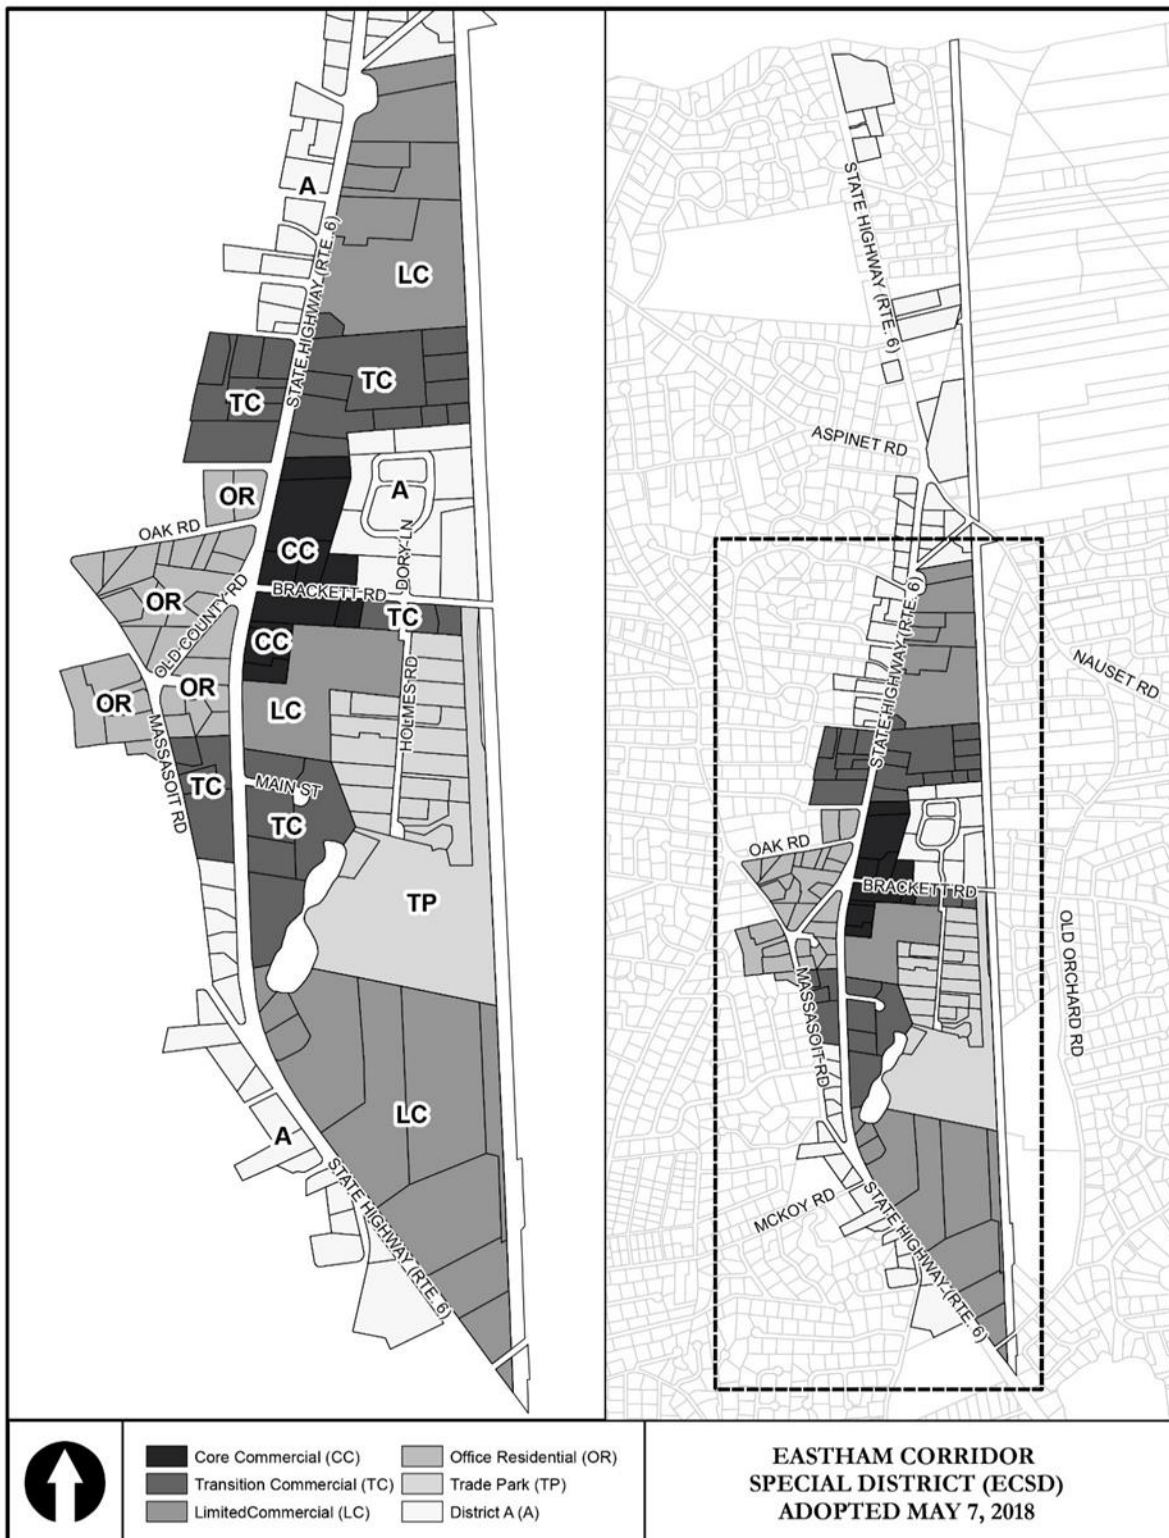 A
STATE HIGHWAY (RTE. 6)
LC
TC
TC
OR
A
OAK RD
CC
DORY LN
BRACKETT RD
OR
TC
OLD COUNTY RD
CC
OR
OR
LC
HOLMES RD
MASSASOIT RD
TC
MAIN ST
TC
TP
LC
A
STATE HIGHWAY (RTE. 6)
STATE HIGHWAY (RTE. 6)
ASPINET RD
STATE HIGHWAY (RTE. 6)
NAUSET RD
OAK RD
BRACKETT RD
OLD ORCHARD RD
MASSASOIT RD
MCKOY RD
STATE HIGHWAY (RTE. 6)
Core Commercial (CC)
Transition Commercial (TC)
LimitedCommercial (LC)
Office Residential (OR)
Trade Park (TP)
District A (A)
EASTHAM CORRIDOR
SPECIAL DISTRICT (ECSD)
ADOPTED MAY 7, 2018